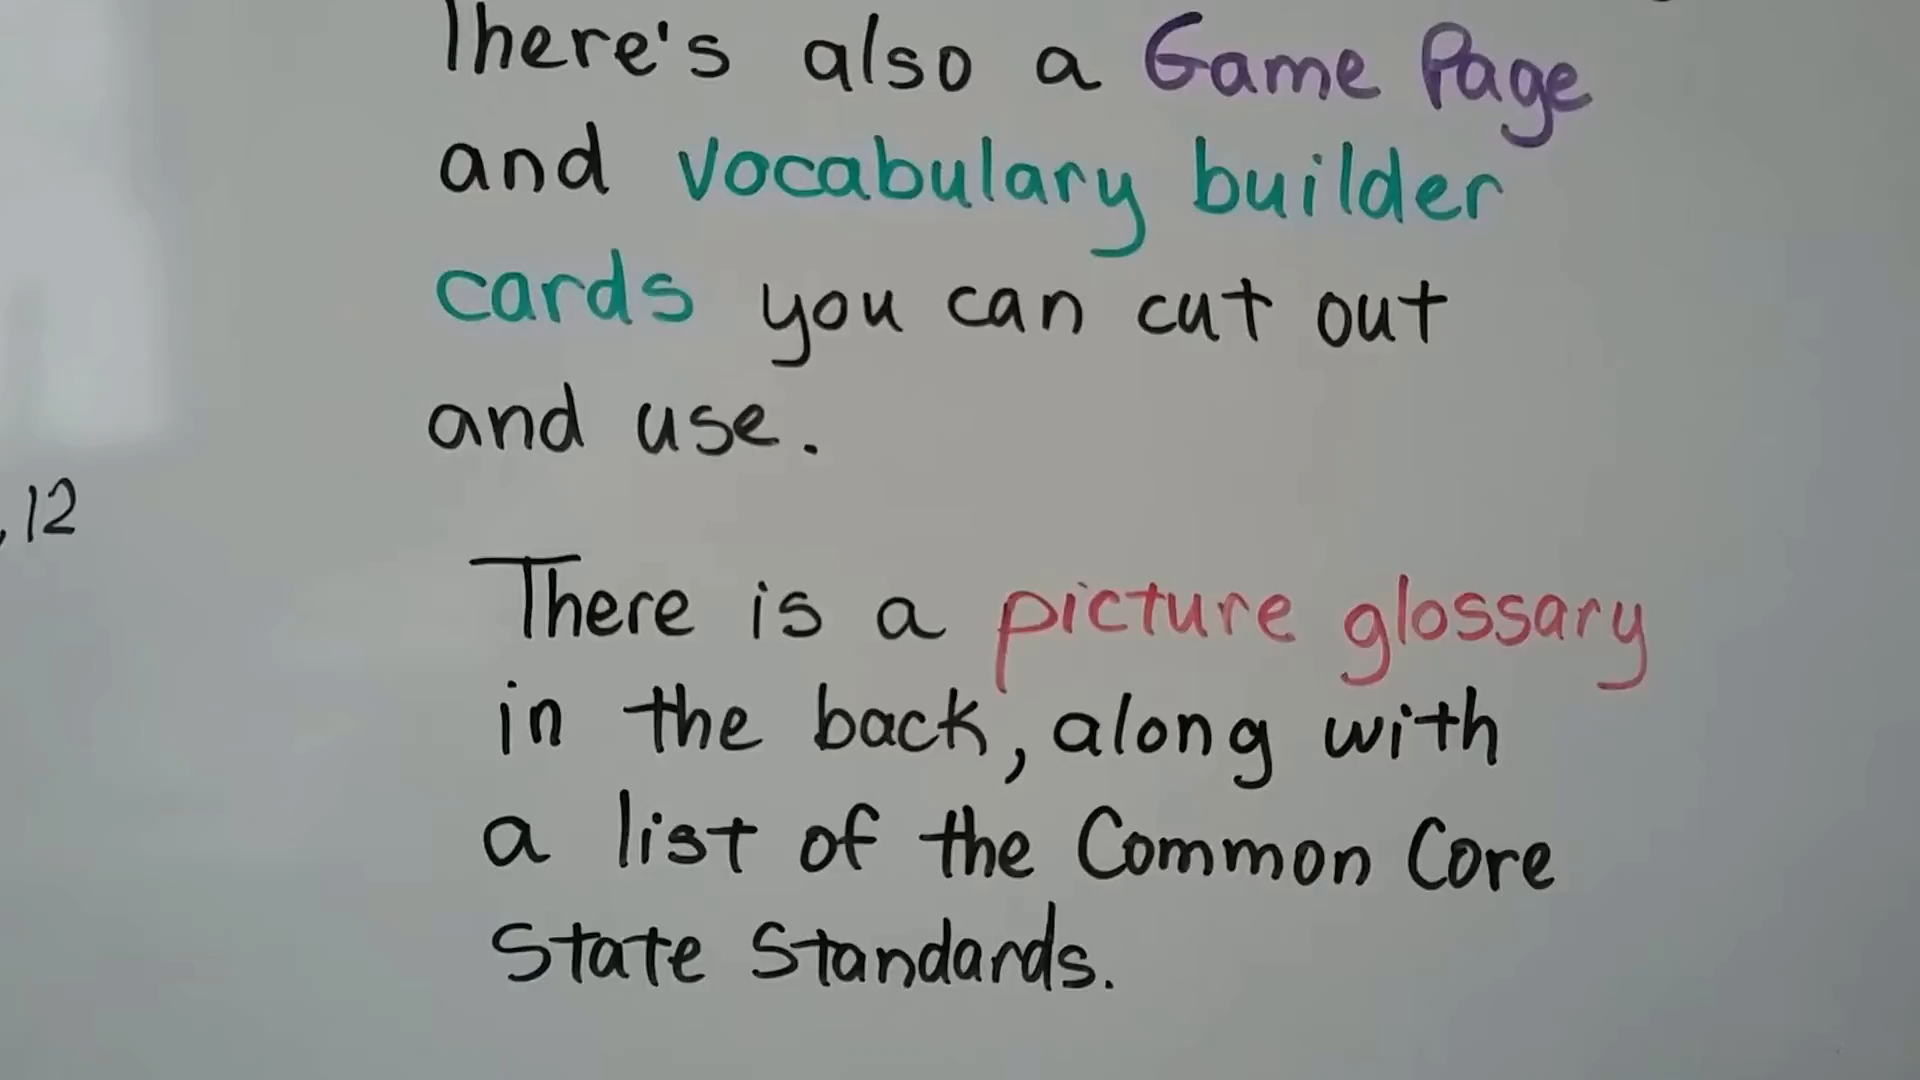 There's also a Game Page
and vocabulary builder
cards you can cut out
and use.
, 12
There is a picture glossary
in the back, along with
a list of the Common Core
State Standards.